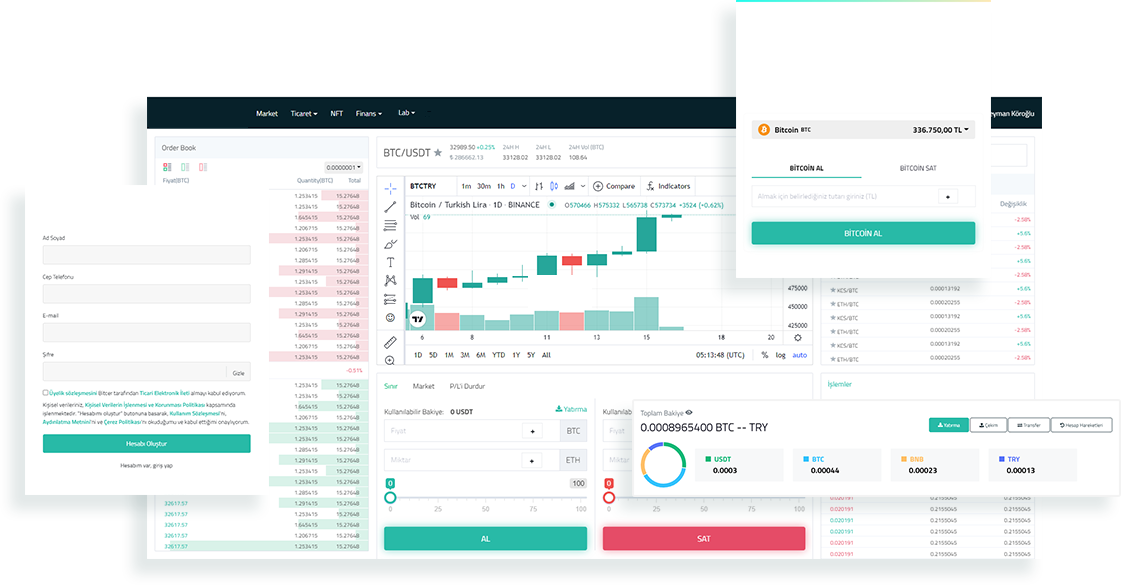 Market Ticaret NFT Finans Lab
Köroğlu
Order Book
0.0000001
Fiyat(BTC) Quantity(BTC) Total
1.253415 15.27648
1.253415 15.27648
1.645415 15.27648
1.206715 15.27648
1.253415 15.27648
1.206715 15.27648
1.285415 15.27648
1.291415 15.27648
1.253415 15.27648
1.253415 15.27648
1.285415 15.27648
1.291415 15.27648
1.253415 15.27648
1.645415 15.27648
1.206715 15.27648
1.253415 15.27648
-0.51%
1.253415 15.27648
1.253415 15.27648
1.645415 15.27648
1.206715 15.27648
1.253415 15.27648
1.206715 15.27648
1.285415 15.27648
1.291415 15.27648
1.253415 15.27648
1.253415 15.27648
1.285415 15.27648
32617.57 1.291415 15.27648
32617.57 1.253415 15.27648
32617.57 1.645415 15.27648
32617.57 1.206715 15.27648
32617.57 1.253415 15.27648
Ad Soyad
Cep Telefonu
E-mail
Şifre
Gizle
Üyelik sözleşmesini Bitcer tarafından Ticari Elektronik İleti almayı kabul ediyorum.
Kişisel verileriniz, Kişisel Verilerin İşlenmesi ve Korunması Politikası kapsamında
işlenmektedir. "Hesabımı oluştur" butonuna basarak, Kullanım Sözleşmesi'ni,
Aydınlatma Metnini'ni ve Çerez Politikası'nı okuduğumu ve kabul ettiğimi onaylıyorum.
Hesabı Oluştur
Hesabım var, giriş yap
BTC/USDT
32989.50 +0.25%
₺ 286662.13
24H H
33128.02
24H L
33128.02
24H Vol (BTC)
108.64
BTCTRY 1m 30m 1h D Compare Indicators
Bitcoin / Turkish Lira · 1D · BINANCE O570466 H575332 L565738 C573734 +3524 (+0.62%)
Vol 69
475000
450000
425000
6 8 11 13 15 18 20
1D 5D 1M 3M 6M YTD 1Y 5Y All 05:13:48 (UTC) % log auto
Sınır Market P/L'i Durdur
Kullanılabilir Bakiye: 0 USDT Yatırma
Fiyat + BTC
Miktar + ETH
0 100
0 25 50 75 100
AL
Kullanılabil
Fiyat
Miktar
0
0 25 50 75 100
SAT
Bitcoin BTC 336.750,00 TL
BİTCOİN AL BİTCOİN SAT
Almak için belirlediğiniz tutarı giriniz (TL) +
BİTCOİN AL
Değişiklik
-2.58%
+5.6%
-2.58%
+5.6%
+5.6%
KCS/BTC 0.00013192 +5.6%
ETH/BTC 0.00020255 -2.58%
KCS/BTC 0.00013192 +5.6%
ETH/BTC 0.00020255 -2.58%
KCS/BTC 0.00013192 +5.6%
ETH/BTC 0.00020255 -2.58%
İşlemler
Toplam Bakiye
0.0008965400 BTC -- TRY
Yatırma Çekim Transfer Hesap Hareketleri
USDT
0.0003
BTC
0.00044
BNB
0.00023
TRY
0.00013
0.020191 0.2155045 0.2155045
0.020191 0.2155045 0.2155045
0.020191 0.2155045 0.2155045
0.020191 0.2155045 0.2155045
0.020191 0.2155045 0.2155045
0.020191 0.2155045 0.2155045